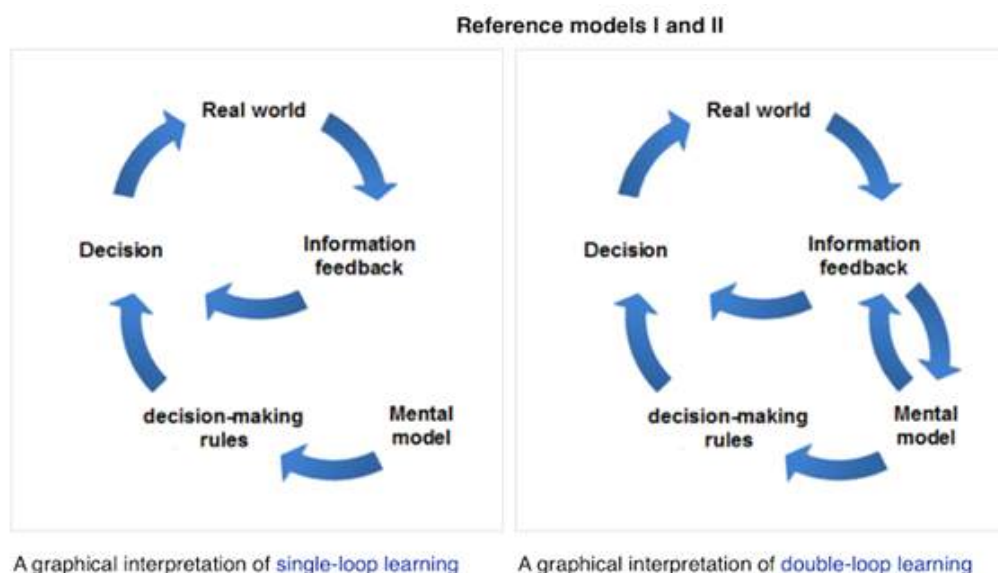 Reference models I and II
Real world
Decision
Information
feedback
decision-making
rules
Mental
model
A graphical interpretation of single-loop learning
Real world
Decision
Information
feedback
decision-making
rules
Mental
model
A graphical interpretation of double-loop learning